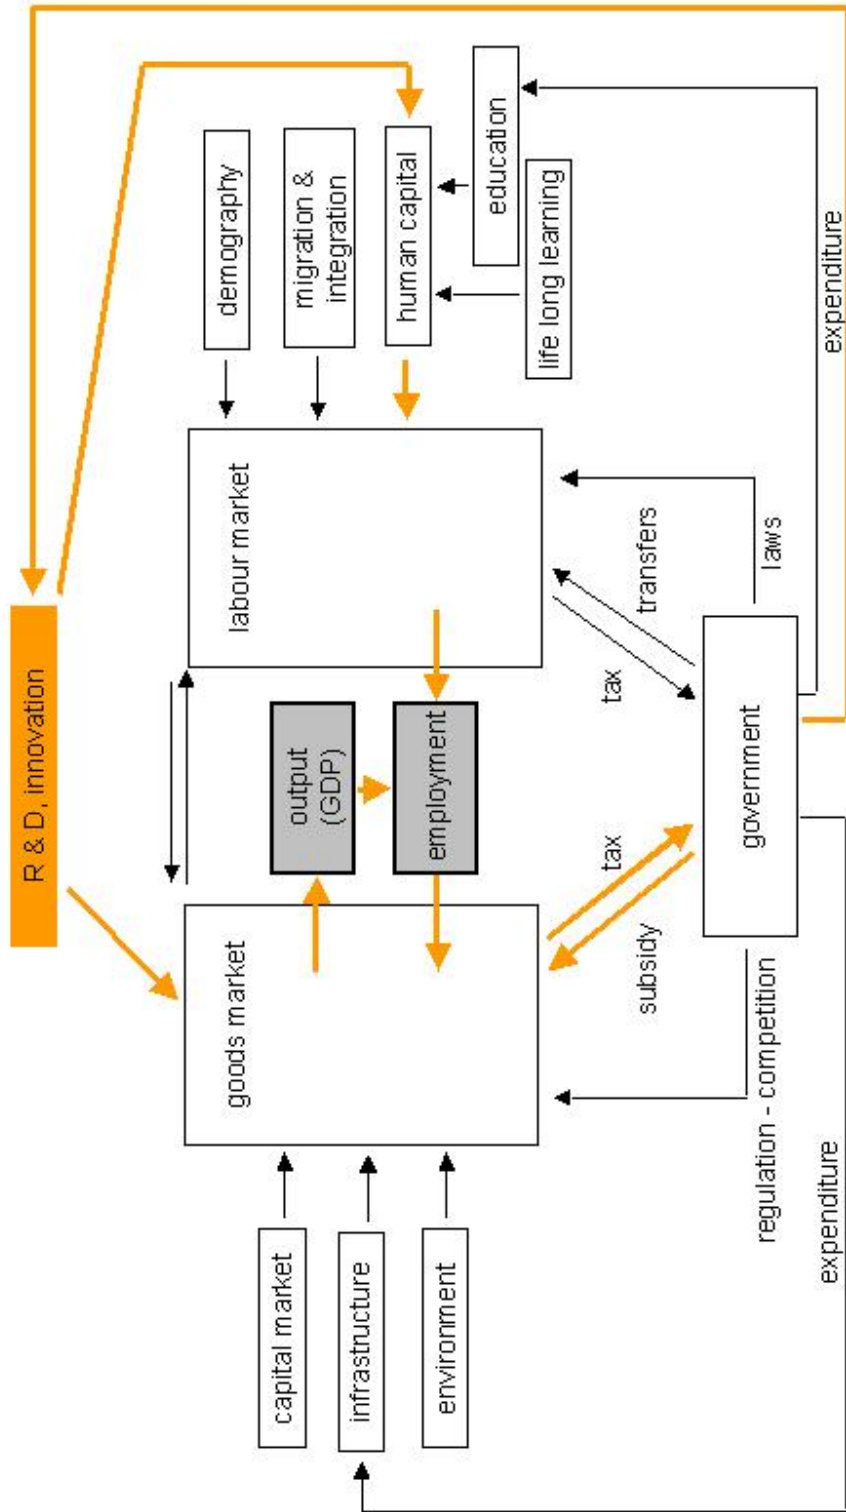 R & D, innovation
goods market
labour market
output
(GDP)
employment
capital market
infrastructure
environment
demography
migration &
integration
human capital
education
life long learning
subsidy
tax
tax
transfers
laws
regulation - competition
government
expenditure
expenditure